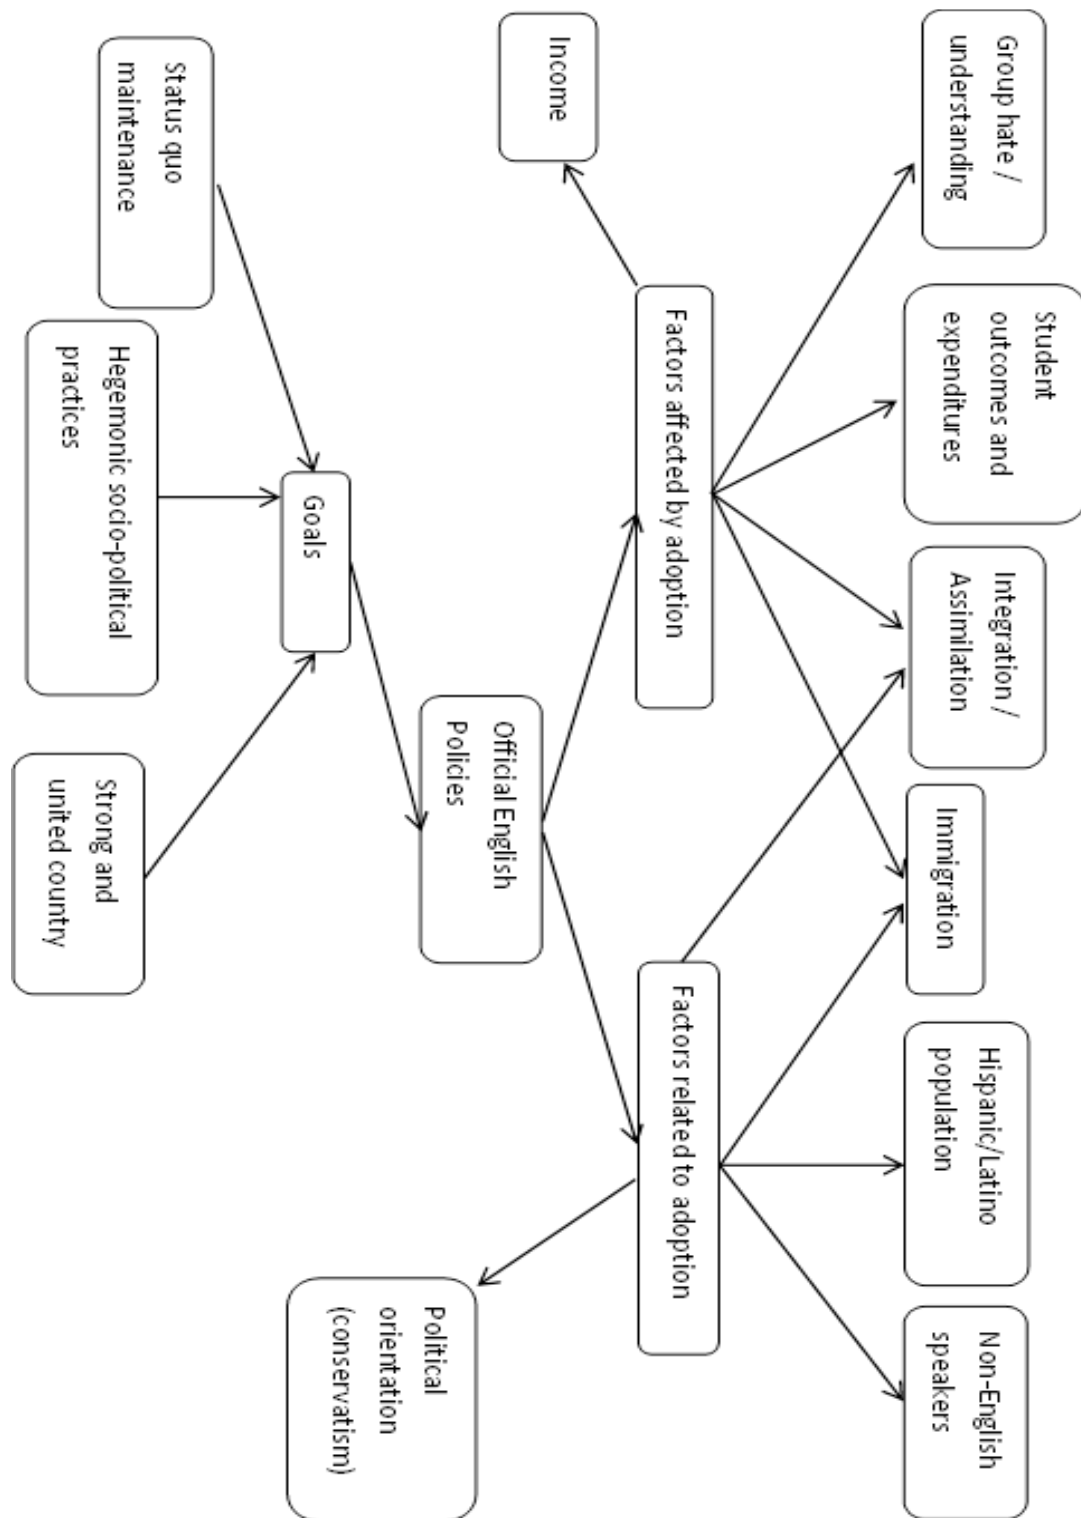 Group hate /
understanding
Student
outcomes and
expenditures
Integration /
Assimilation
Immigration
Hispanic/Latino
population
Non-English
speakers
Income
Factors affected by adoption
Factors related to adoption
Official English
Policies
Political
orientation
(conservatism)
Goals
Status quo
maintenance
Hegemonic socio-political
practices
Strong and
united country